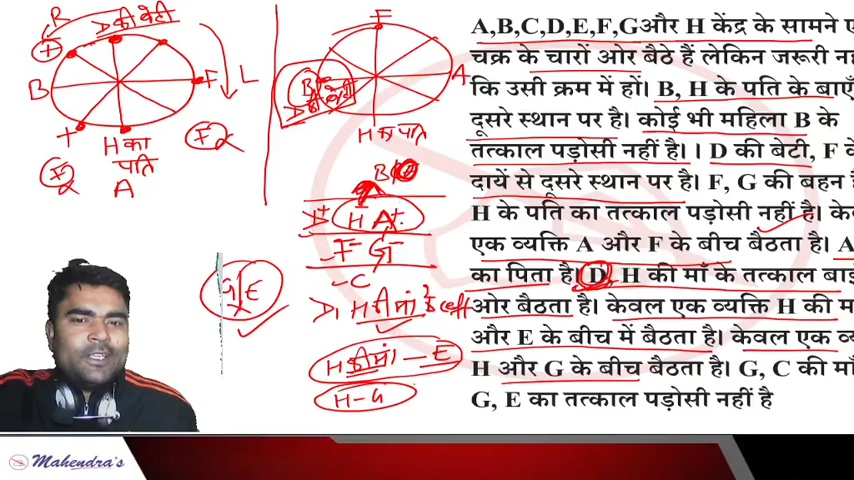 A,B,C,D,E,F,Gऔर H केंद्र के सामने ए
चक्र के चारों ओर बैठे हैं लेकिन जरूरी नह
कि उसी क्रम में हों। B, H के पति के बाएँ
दूसरे स्थान पर है। कोई भी महिला B के
तत्काल पड़ोसी नहीं है। । D की बेटी, F वे
दायें से दूसरे स्थान पर है। F, G की बहन है
H के पति का तत्काल पड़ोसी नहीं है। के
एक व्यक्ति A और F के बीच बैठता है। A
का पिता है। D, H की माँ के तत्काल बाइ
ओर बैठता है। केवल एक व्यक्ति H की म
और E के बीच में बैठता है। केवल एक व्य
H और G के बीच बैठता है। G, C की माँ
G, E का तत्काल पड़ोसी नहीं है
R
D की बेटी
+
B
F
L
+
H का
पति
A
F
F
F
B
A
H का पति
B
H A+
F G
C
G/E
H की माँ
H की माँ - E
H - G
Mahendra's